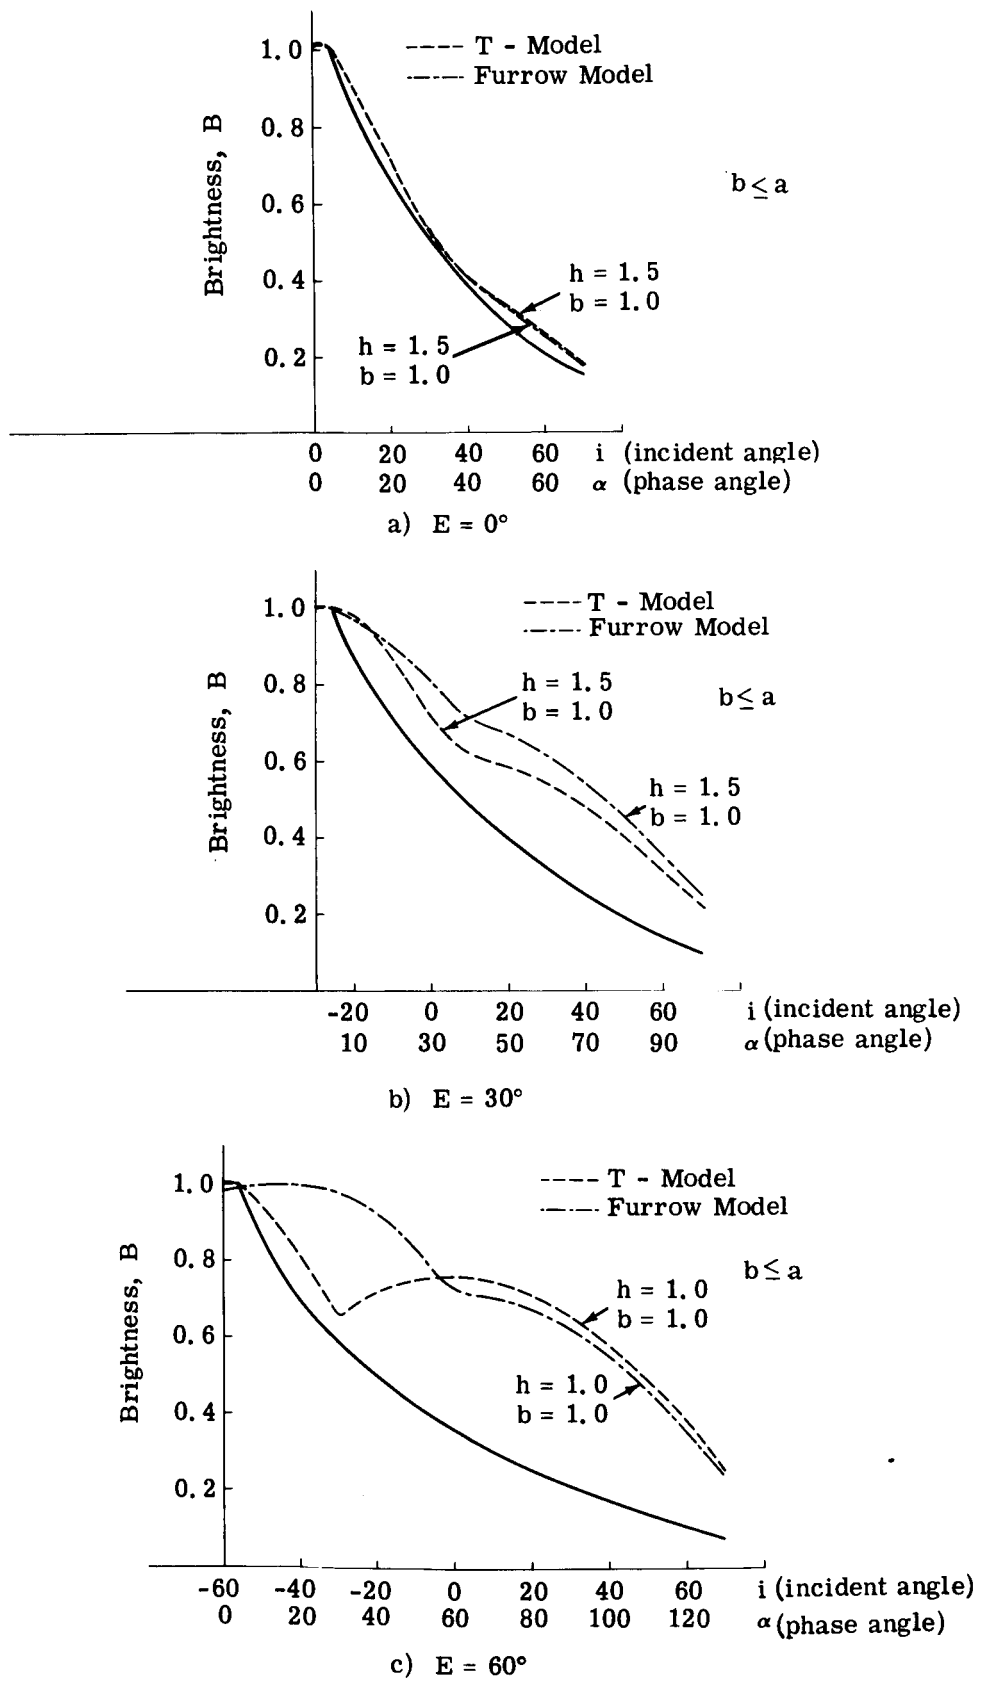 T - Model
Furrow Model
Brightness, B
1.0
0.8
0.6
0.4
0.2
b ≤ a
h = 1.5
b = 1.0
h = 1.5
b = 1.0
0 20 40 60 i (incident angle)
0 20 40 60 α (phase angle)
a) E = 0°
T - Model
Furrow Model
Brightness, B
1.0
0.8
0.6
0.4
0.2
h = 1.5
b = 1.0
b ≤ a
h = 1.5
b = 1.0
-20 0 20 40 60 i (incident angle)
10 30 50 70 90 α (phase angle)
b) E = 30°
T - Model
Furrow Model
Brightness, B
1.0
0.8
0.6
0.4
0.2
b ≤ a
h = 1.0
b = 1.0
h = 1.0
b = 1.0
-60 -40 -20 0 20 40 60 i (incident angle)
0 20 40 60 80 100 120 α (phase angle)
c) E = 60°